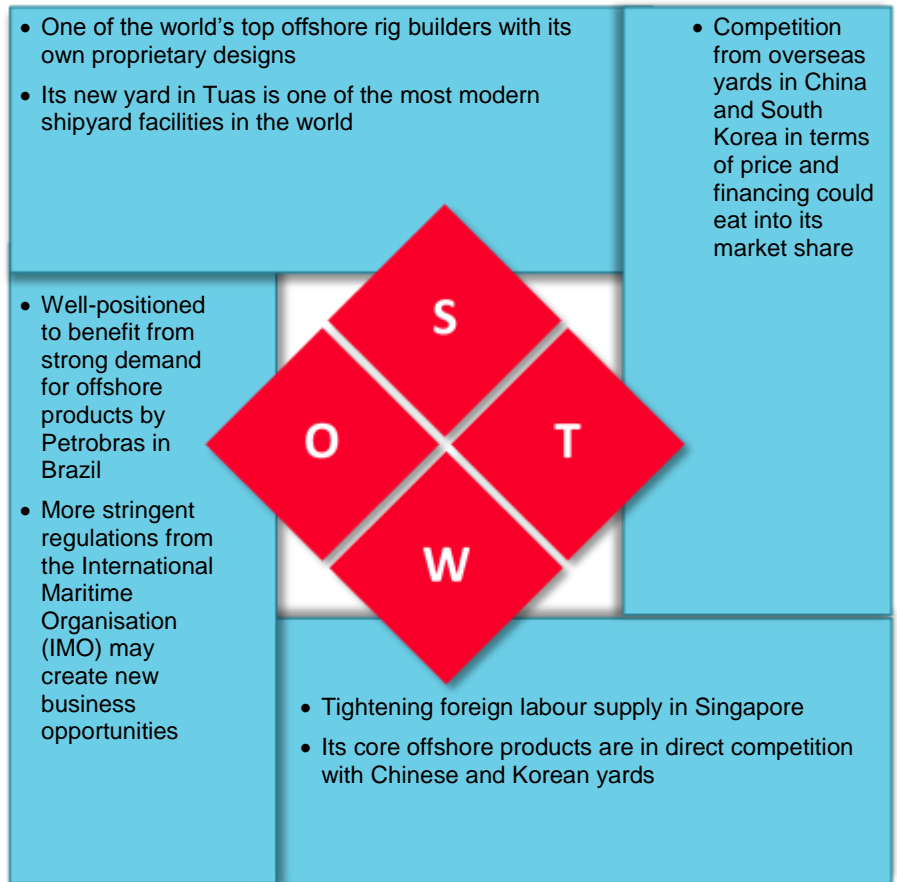 • One of the world's top offshore rig builders with its
own proprietary designs
• Its new yard in Tuas is one of the most modern
shipyard facilities in the world
• Competition
from overseas
yards in China
and South
Korea in terms
of price and
financing could
eat into its
market share
• Well-positioned
to benefit from
strong demand
for offshore
products by
Petrobras in
Brazil
• More stringent
regulations from
the International
Maritime
Organisation
(IMO) may
create new
business
opportunities
S
O
T
W
• Tightening foreign labour supply in Singapore
• Its core offshore products are in direct competition
with Chinese and Korean yards